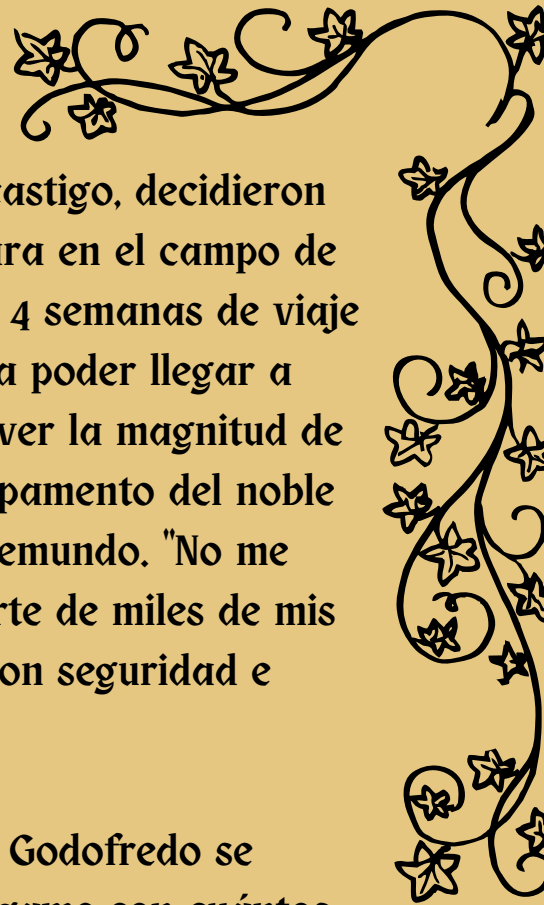 castigo, decidieron
ra en el campo de
4 semanas de viaje
a poder llegar a
ver la magnitud de
pamento del noble
emundo. "No me
rte de miles de mis
on seguridad e
Godofredo se